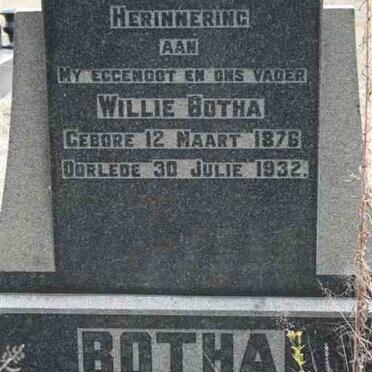 HERINNERING
AAN
MY EGGENOOT EN ONS VADER
WILLIE BOTHA
GEBORE 12 MAART 1876
OORLEDE 30 JULIE 1932.
BOTHA